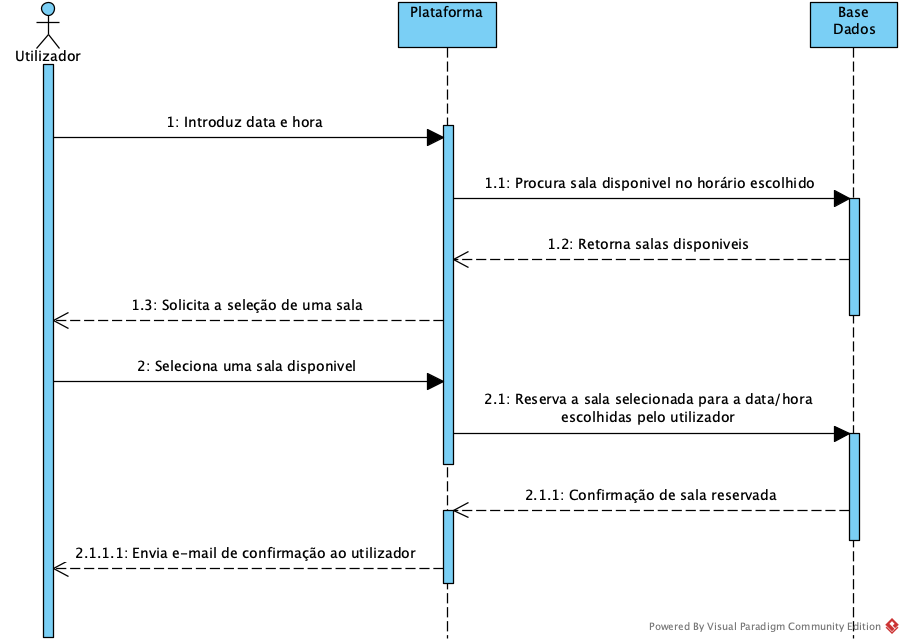 Plataforma
Base
Dados
Utilizador
1: Introduz data e hora
1.1: Procura sala disponivel no horário escolhido
1.2: Retorna salas disponiveis
1.3: Solicita a seleção de uma sala
2: Seleciona uma sala disponivel
2.1: Reserva a sala selecionada para a data/hora
escolhidas pelo utilizador
2.1.1: Confirmação de sala reservada
2.1.1.1: Envia e-mail de confirmação ao utilizador
Powered By Visual Paradigm Community Edition